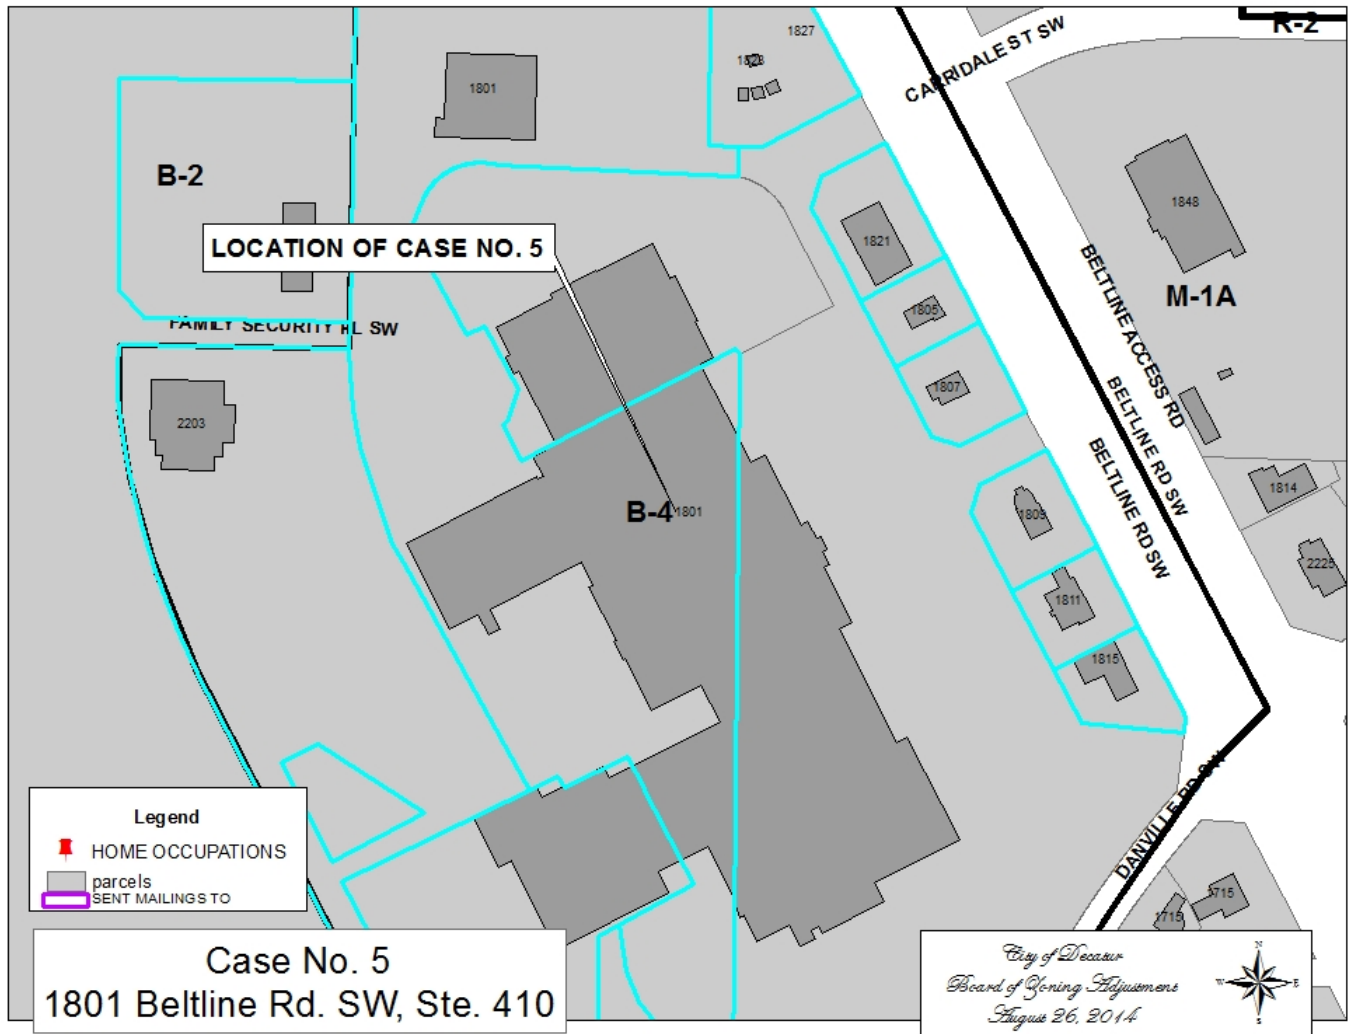 R-2
1827
1828
CARRIDALE ST SW
1801
B-2
1848
LOCATION OF CASE NO. 5
1821
BELTLINE ACCESS RD
M-1A
1805
FAMILY SECURITY PL SW
1807
BELTLINE RD SW
2203
BELTLINE RD SW
1814
B-4
1801
1809
2225
1811
1815
DANVILLE RD SW
Legend
HOME OCCUPATIONS
parcels
SENT MAILINGS TO
1715
1715
Case No. 5
1801 Beltline Rd. SW, Ste. 410
City of Decatur
Board of Zoning Adjustment
August 26, 2014
N
W
E
S